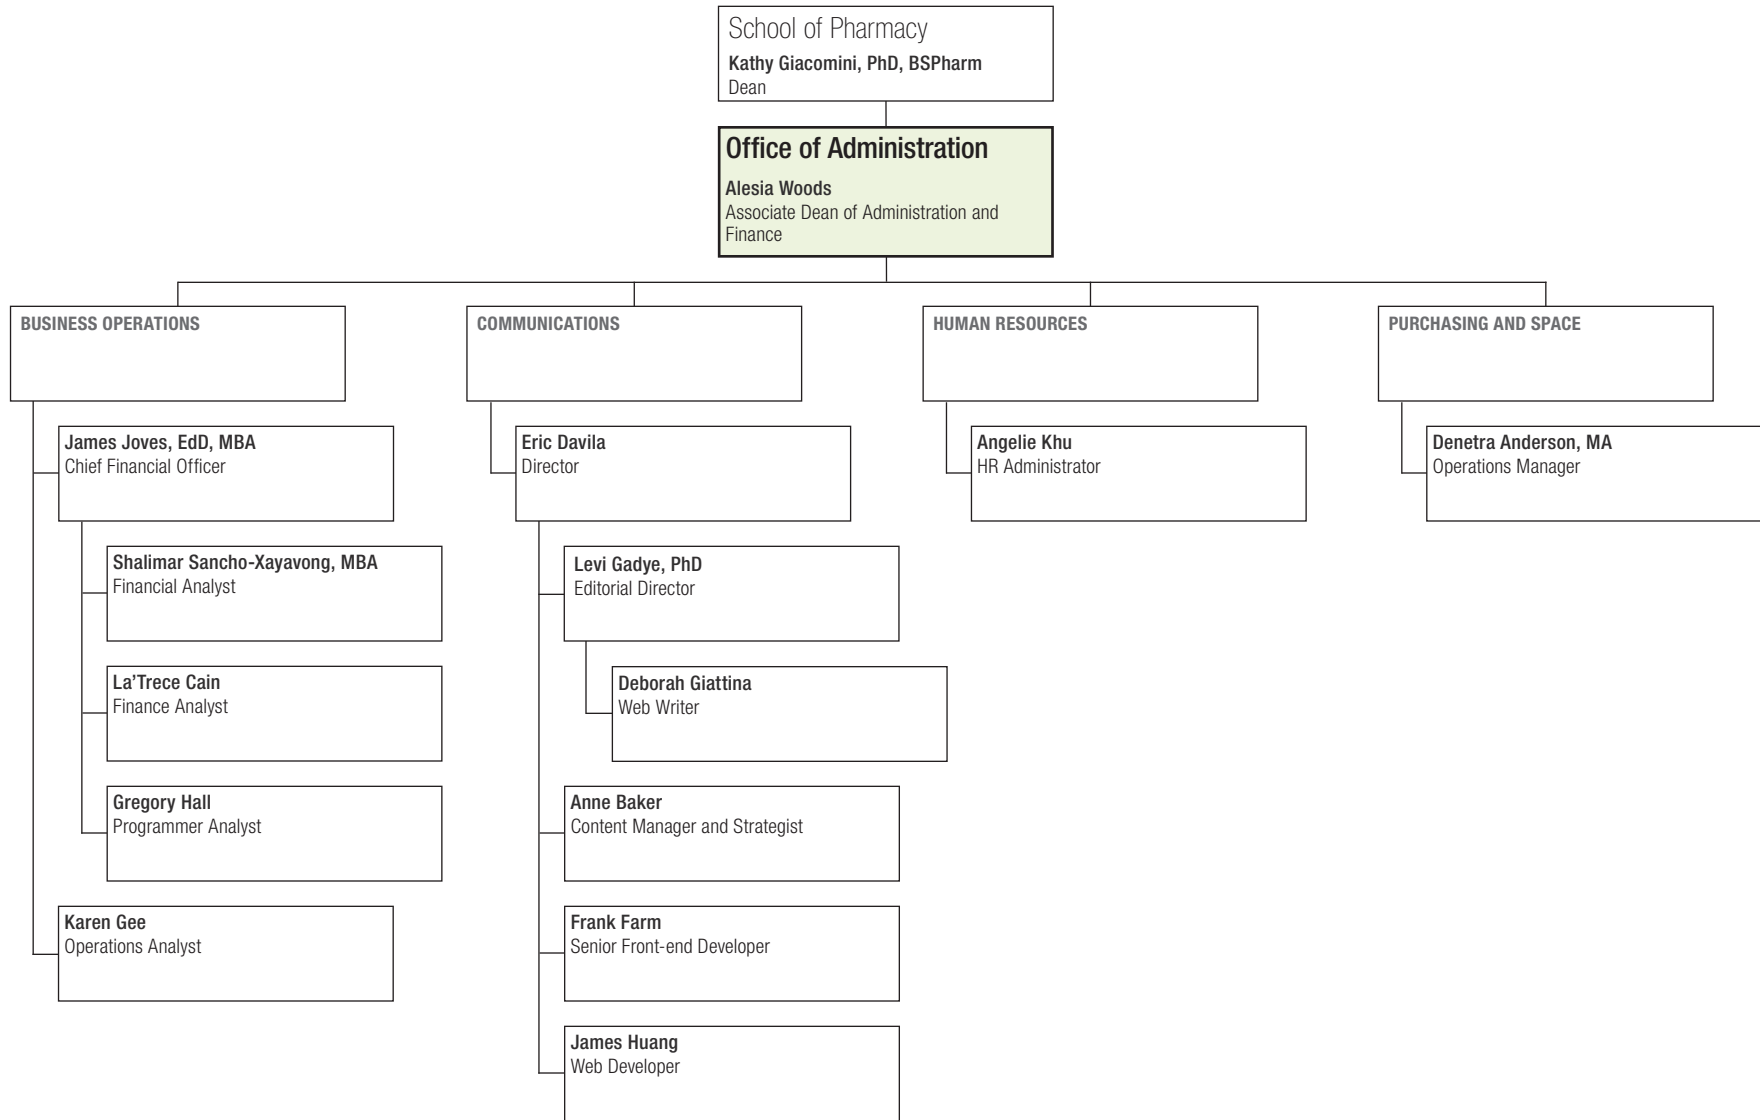 School of Pharmacy
Kathy Giacomini, PhD, BSPharm
Dean
Office of Administration
Alesia Woods
Associate Dean of Administration and
Finance
BUSINESS OPERATIONS
James Joves, EdD, MBA
Chief Financial Officer
Shalimar Sancho-Xayavong, MBA
Financial Analyst
La’Trece Cain
Finance Analyst
Gregory Hall
Programmer Analyst
Karen Gee
Operations Analyst
COMMUNICATIONS
Eric Davila
Director
Levi Gadye, PhD
Editorial Director
Deborah Giattina
Web Writer
Anne Baker
Content Manager and Strategist
Frank Farm
Senior Front-end Developer
James Huang
Web Developer
HUMAN RESOURCES
Angelie Khu
HR Administrator
PURCHASING AND SPACE
Denetra Anderson, MA
Operations Manager